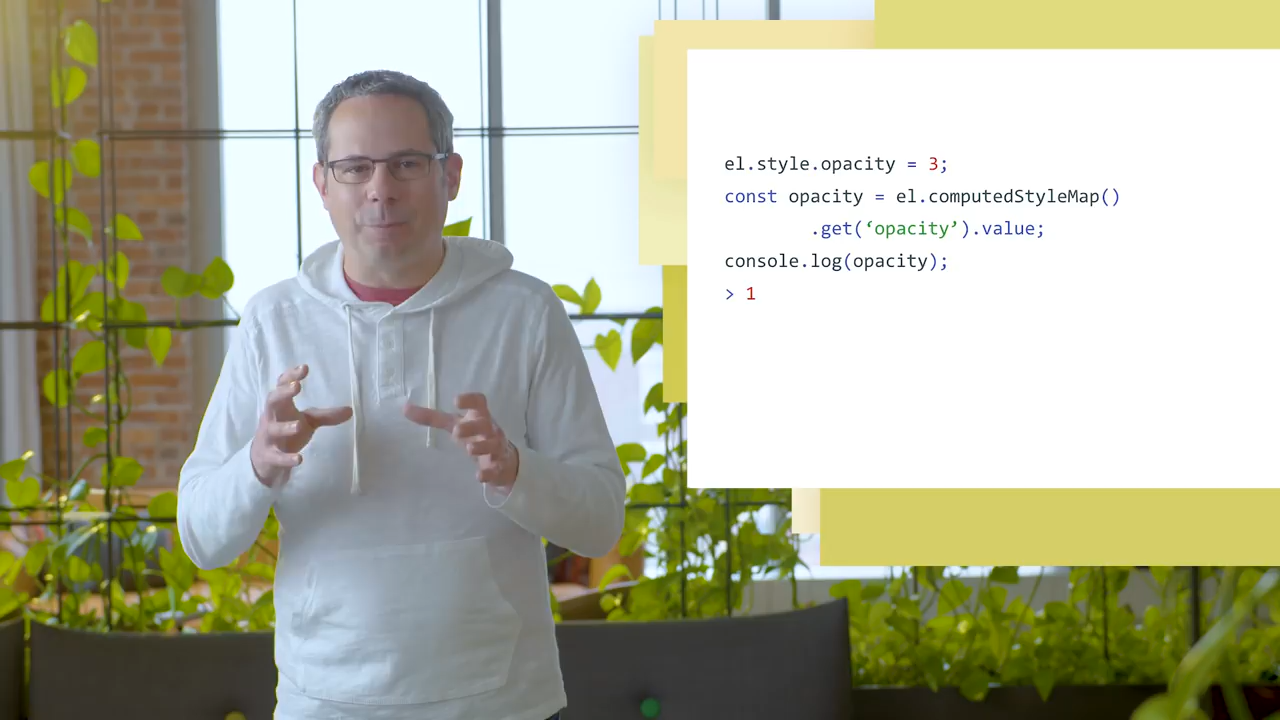 el.style.opacity = 3;
const opacity = el.computedStyleMap()
.get(‘opacity’).value;
console.log(opacity);
> 1